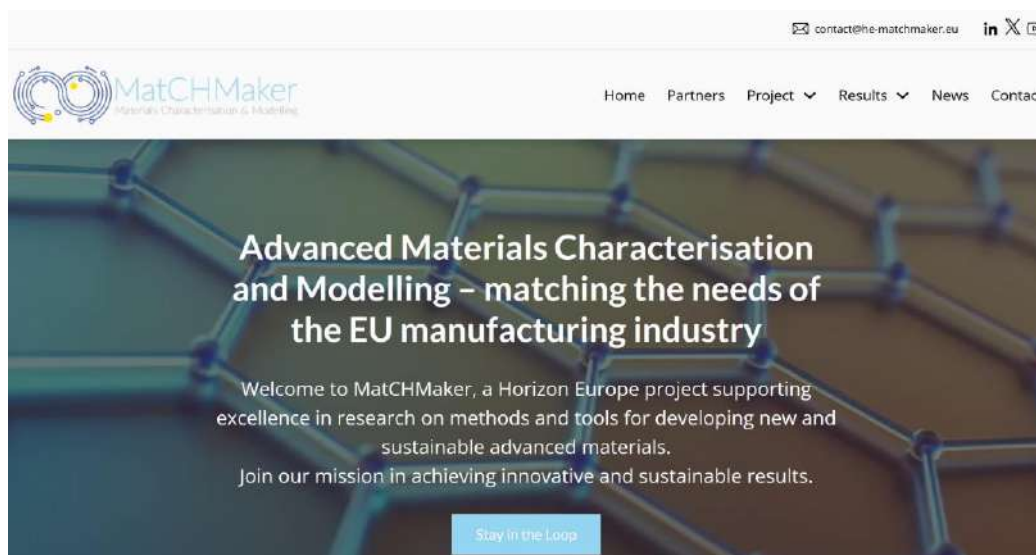 contact@he-matchmaker.eu
MatCHMaker
Materials Characterisation & Modelling
Home Partners Project Results News
Advanced Materials Characterisation
and Modelling – matching the needs of
the EU manufacturing industry
Welcome to MatCHMaker, a Horizon Europe project supporting
excellence in research on methods and tools for developing new and
sustainable advanced materials.
Join our mission in achieving innovative and sustainable results.
Stay in the Loop